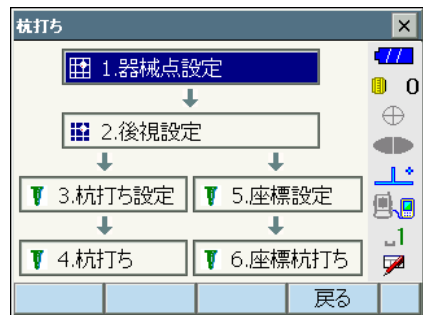 杭打ち
1.器械点設定
2.後視設定
3.杭打ち設定
5.座標設定
4.杭打ち
6.座標杭打ち
戻る
0
1